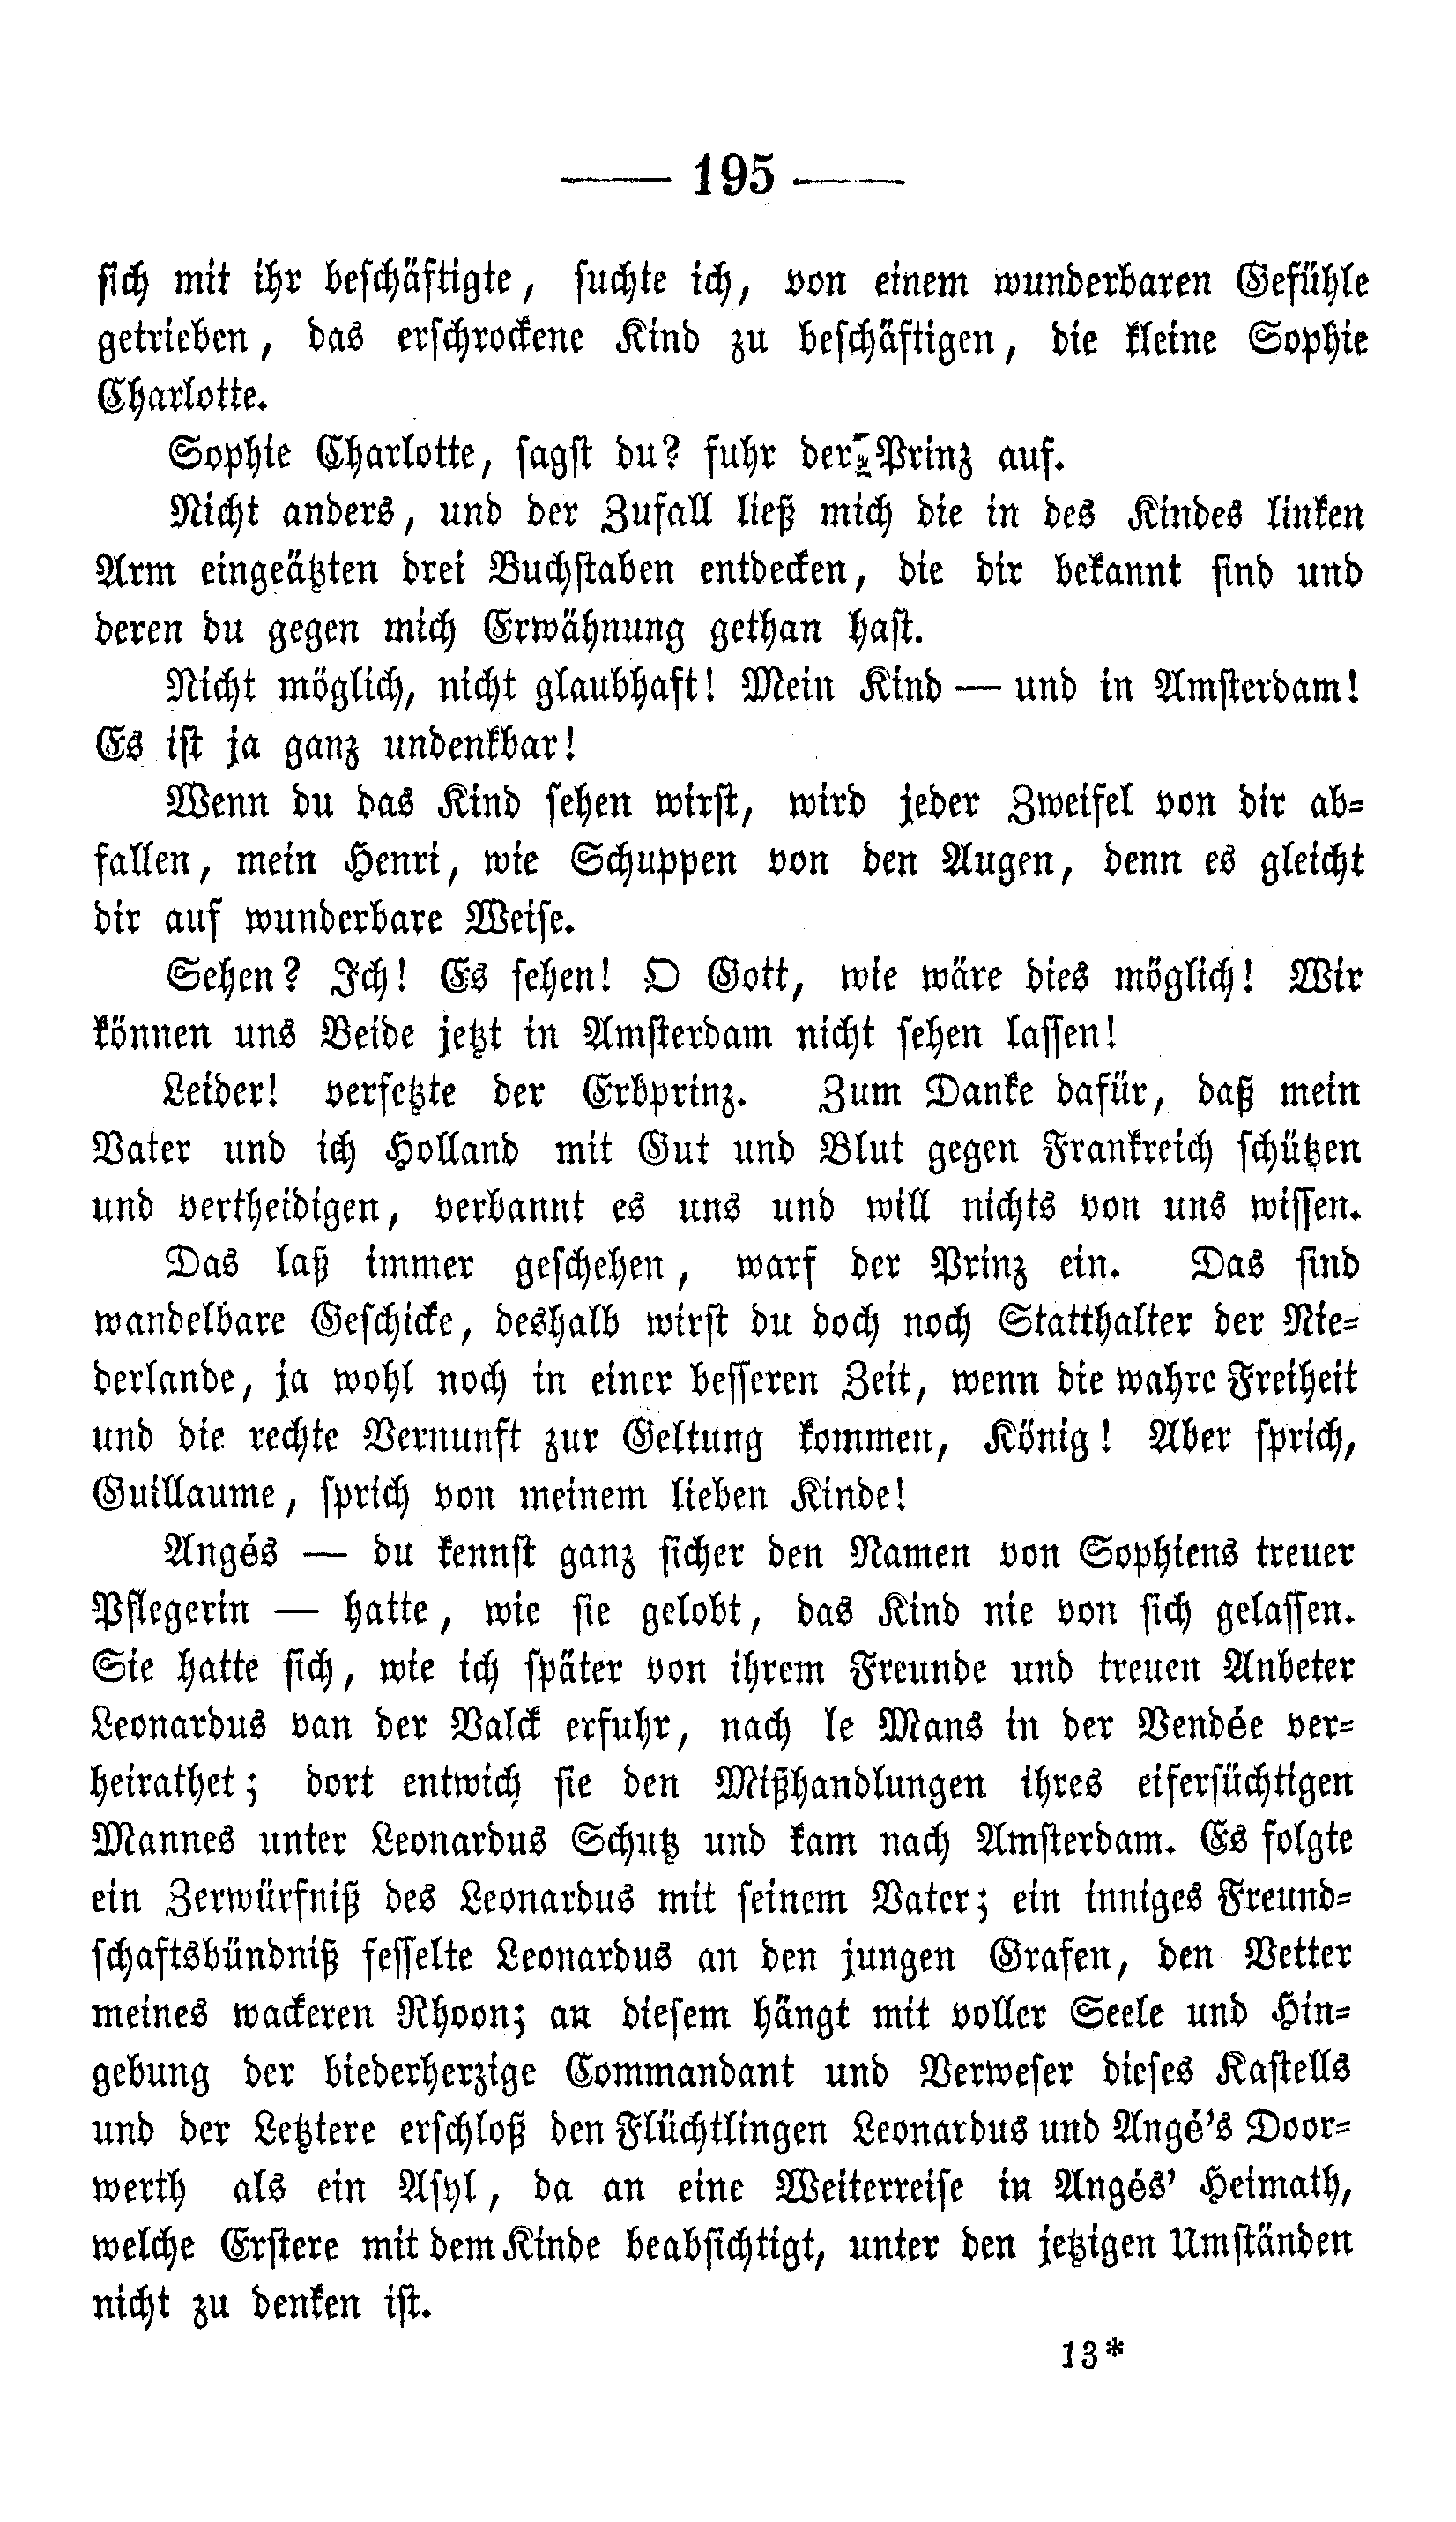 —— 195 ——
sich mit ihr beschäftigte, suchte ich, von einem wunderbaren Gefühle
getrieben, das erschrockene Kind zu beschäftigen, die kleine Sophie
Charlotte.
Sophie Charlotte, sagst du? fuhr der Prinz auf.
Nicht anders, und der Zufall ließ mich die in des Kindes linken
Arm eingeätzten drei Buchstaben entdecken, die dir bekannt sind und
deren du gegen mich Erwähnung gethan hast.
Nicht möglich, nicht glaubhaft! Mein Kind — und in Amsterdam!
Es ist ja ganz undenkbar!
Wenn du das Kind sehen wirst, wird jeder Zweifel von dir ab-
fallen, mein Henri, wie Schuppen von den Augen, denn es gleicht
dir auf wunderbare Weise.
Sehen? Ich! Es sehen! O Gott, wie wäre dies möglich! Wir
können uns Beide jetzt in Amsterdam nicht sehen lassen!
Leider! versetzte der Erbprinz. Zum Danke dafür, daß mein
Vater und ich Holland mit Gut und Blut gegen Frankreich schützen
und vertheidigen, verbannt es uns und will nichts von uns wissen.
Das laß immer geschehen, warf der Prinz ein. Das sind
wandelbare Geschicke, deshalb wirst du doch noch Statthalter der Nie-
derlande, ja wohl noch in einer besseren Zeit, wenn die wahre Freiheit
und die rechte Vernunft zur Geltung kommen, König! Aber sprich,
Guillaume, sprich von meinem lieben Kinde!
Angés — du kennst ganz sicher den Namen von Sophiens treuer
Pflegerin — hatte, wie sie gelobt, das Kind nie von sich gelassen.
Sie hatte sich, wie ich später von ihrem Freunde und treuen Anbeter
Leonardus van der Valck erfuhr, nach le Mans in der Vendée ver-
heirathet; dort entwich sie den Mißhandlungen ihres eifersüchtigen
Mannes unter Leonardus Schutz und kam nach Amsterdam. Es folgte
ein Zerwürfniß des Leonardus mit seinem Vater; ein inniges Freund-
schaftsbündniß fesselte Leonardus an den jungen Grafen, den Vetter
meines wackeren Rhoon; an diesem hängt mit voller Seele und Hin-
gebung der biederherzige Commandant und Verweser dieses Kastells
und der Letztere erschloß den Flüchtlingen Leonardus und Angé's Door-
werth als ein Asyl, da an eine Weiterreise in Angés' Heimath,
welche Erstere mit dem Kinde beabsichtigt, unter den jetzigen Umständen
nicht zu denken ist.
13*